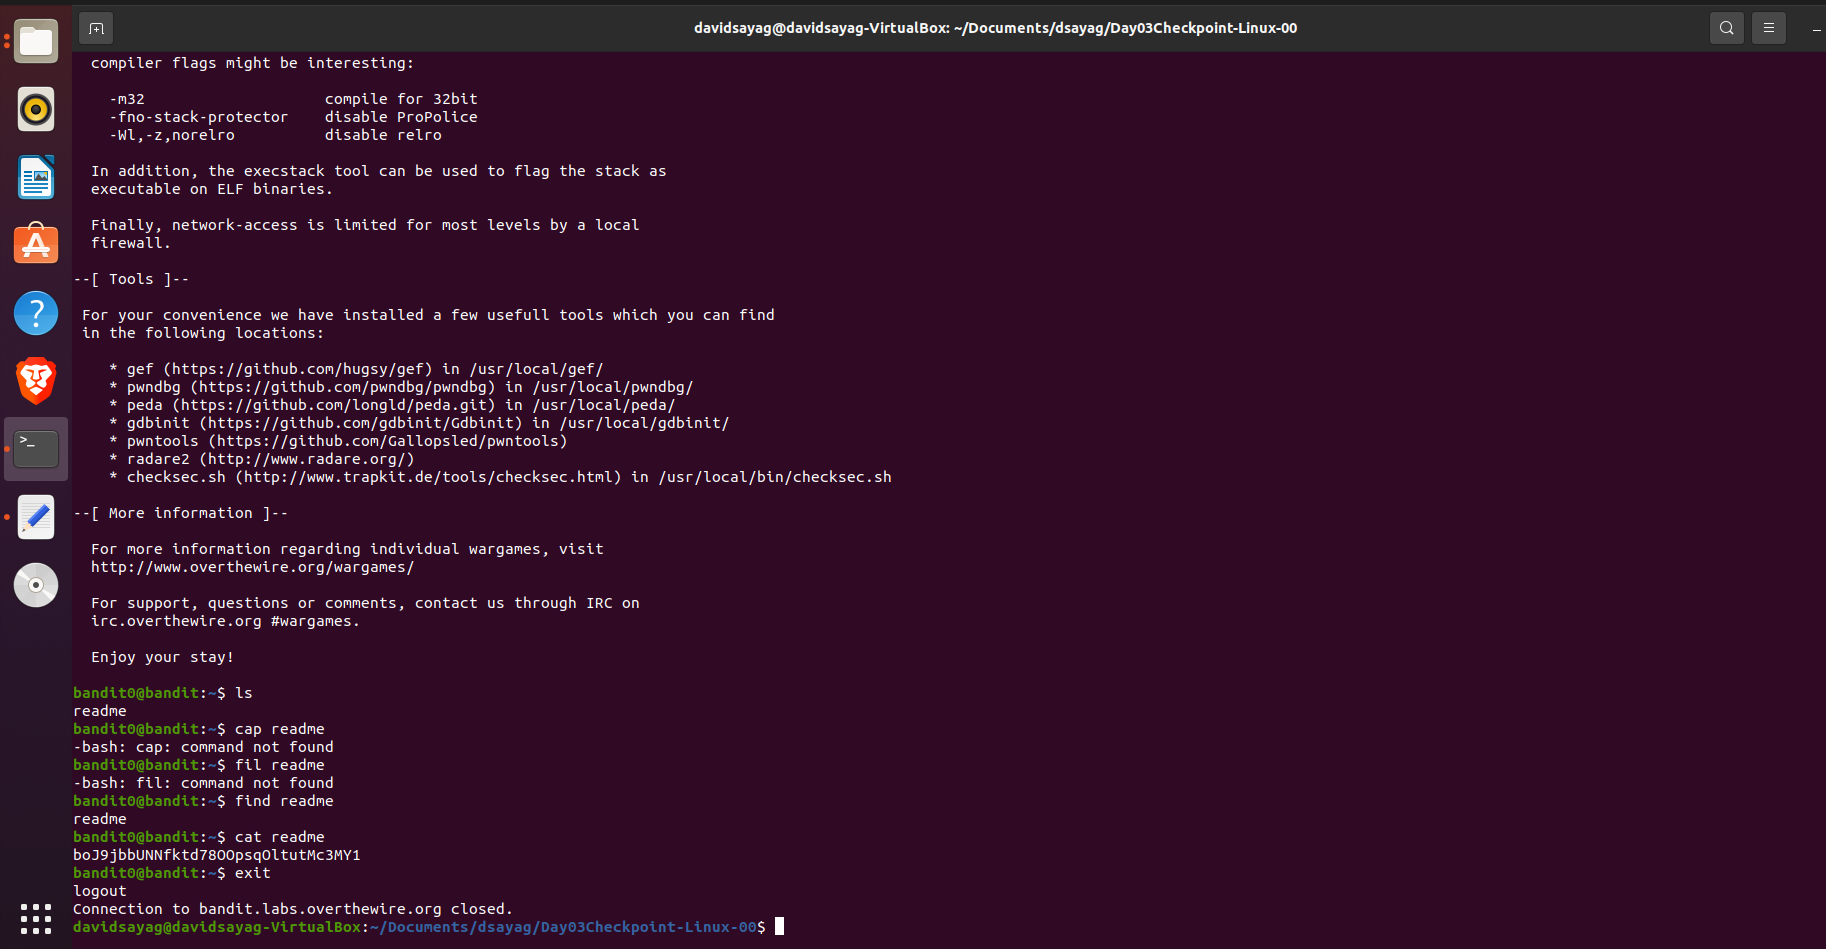 davidsayag@davidsayag-VirtualBox: ~/Documents/dsayag/Day03Checkpoint-Linux-00
compiler flags might be interesting:
-m32                    compile for 32bit
-fno-stack-protector    disable ProPolice
-Wl,-z,norelro          disable relro
In addition, the execstack tool can be used to flag the stack as
executable on ELF binaries.
Finally, network-access is limited for most levels by a local
firewall.
--[ Tools ]--
For your convenience we have installed a few usefull tools which you can find
in the following locations:
* gef (https://github.com/hugsy/gef) in /usr/local/gef/
* pwndbg (https://github.com/pwndbg/pwndbg) in /usr/local/pwndbg/
* peda (https://github.com/longld/peda.git) in /usr/local/peda/
* gdbinit (https://github.com/gdbinit/Gdbinit) in /usr/local/gdbinit/
* pwntools (https://github.com/Gallopsled/pwntools)
* radare2 (http://www.radare.org/)
* checksec.sh (http://www.trapkit.de/tools/checksec.html) in /usr/local/bin/checksec.sh
--[ More information ]--
For more information regarding individual wargames, visit
http://www.overthewire.org/wargames/
For support, questions or comments, contact us through IRC on
irc.overthewire.org #wargames.
Enjoy your stay!
bandit0@bandit:~$ ls
readme
bandit0@bandit:~$ cap readme
-bash: cap: command not found
bandit0@bandit:~$ fil readme
-bash: fil: command not found
bandit0@bandit:~$ find readme
readme
bandit0@bandit:~$ cat readme
boJ9jbbUNNfktd78OOpsqOltutMc3MY1
bandit0@bandit:~$ exit
logout
Connection to bandit.labs.overthewire.org closed.
davidsayag@davidsayag-VirtualBox:~/Documents/dsayag/Day03Checkpoint-Linux-00$